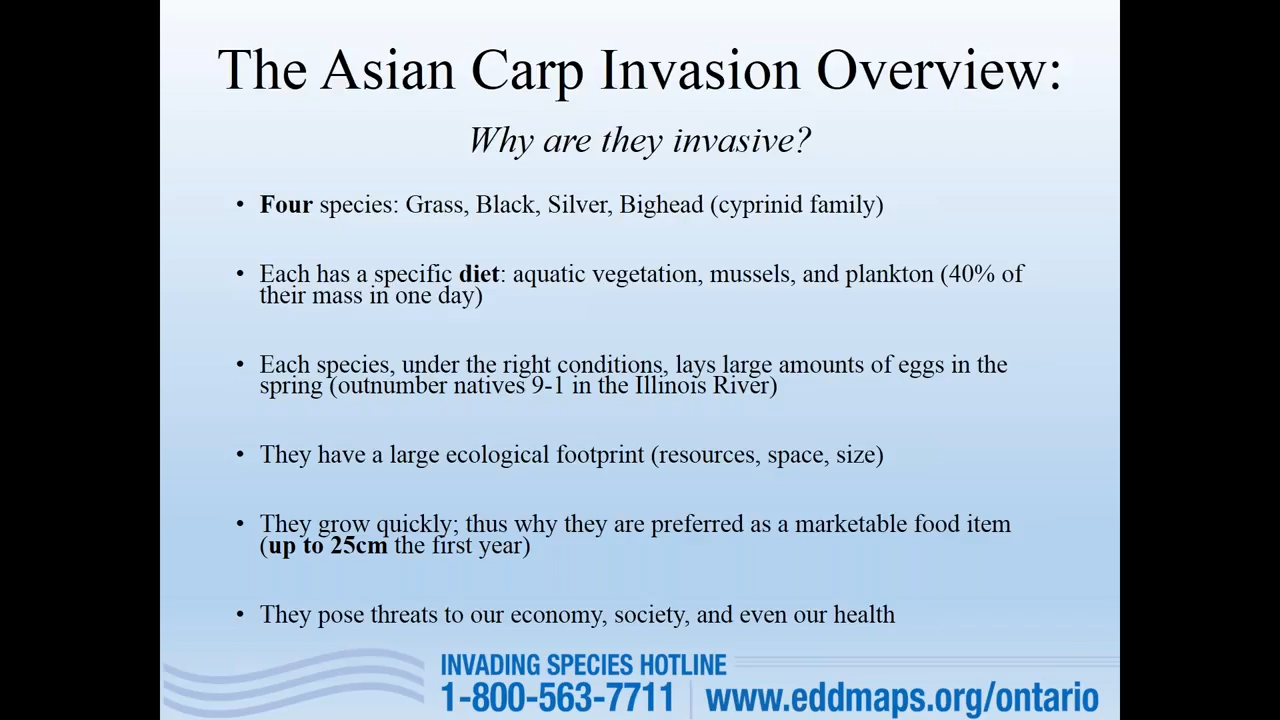 The Asian Carp Invasion Overview:
Why are they invasive?
• Four species: Grass, Black, Silver, Bighead (cyprinid family)
• Each has a specific diet: aquatic vegetation, mussels, and plankton (40% of
their mass in one day)
• Each species, under the right conditions, lays large amounts of eggs in the
spring (outnumber natives 9-1 in the Illinois River)
• They have a large ecological footprint (resources, space, size)
• They grow quickly; thus why they are preferred as a marketable food item
(up to 25cm the first year)
• They pose threats to our economy, society, and even our health
INVADING SPECIES HOTLINE
1-800-563-7711 | www.eddmaps.org/ontario